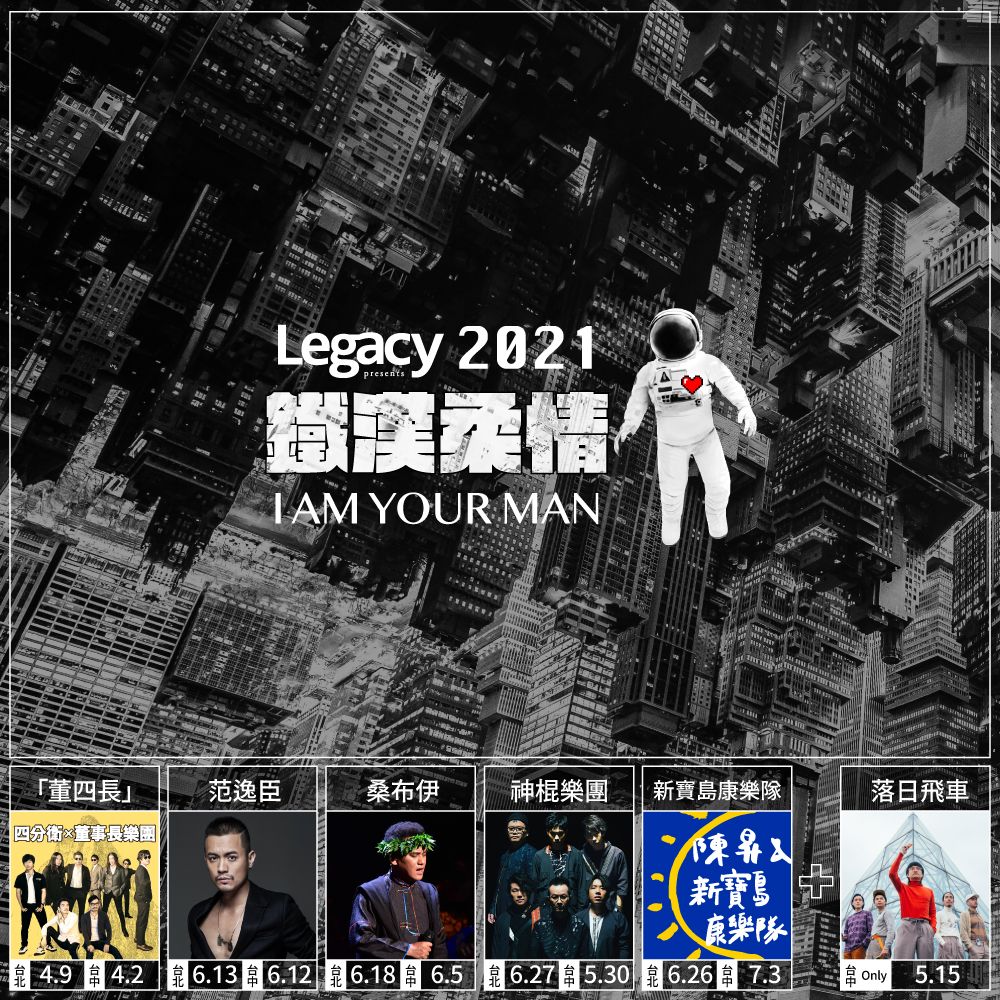 Legacy 2021
presents
鐵漢柔情
I AM YOUR MAN
「董四長」
四分衛×董事長樂團
台北 4.9 台中 4.2
范逸臣
台北 6.13 台中 6.12
桑布伊
台北 6.18 台中 6.5
神棍樂團
台北 6.27 台中 5.30
新寶島康樂隊
陳昇&
新寶島
康樂隊
台北 6.26 台中 7.3
+
落日飛車
台中 Only 5.15